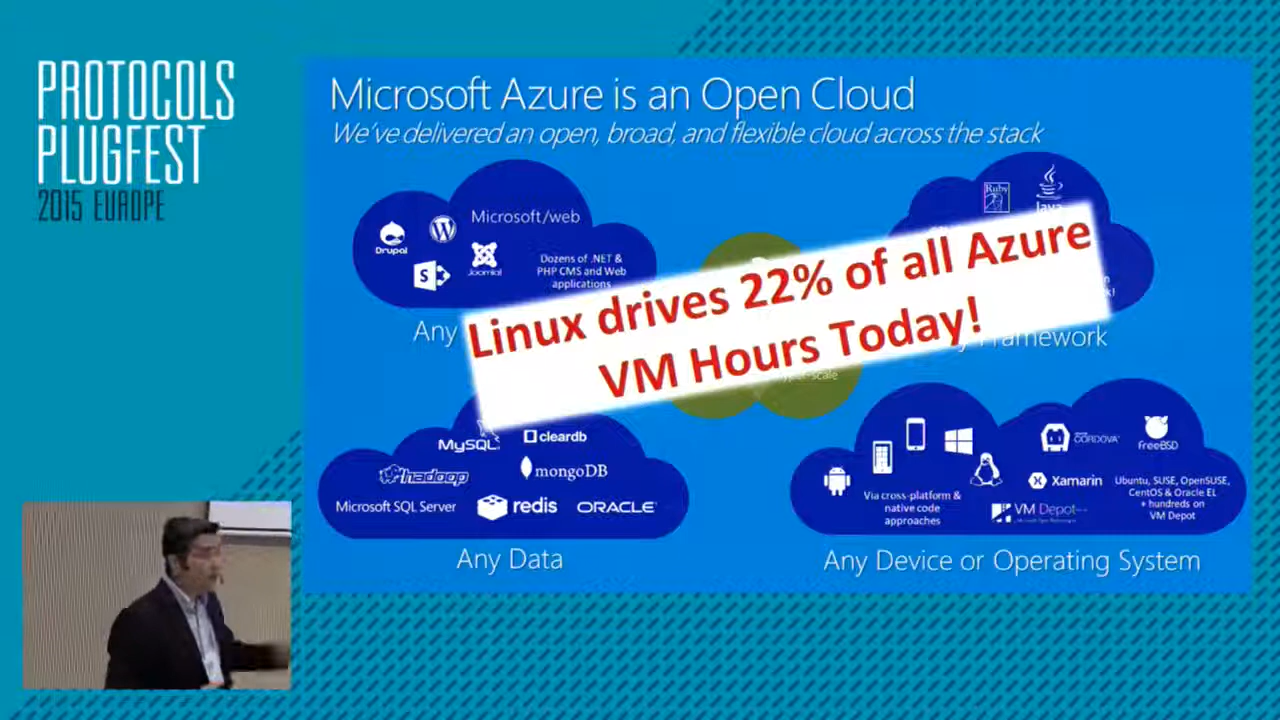 PROTOCOLS
PLUGFEST
2015 EUROPE
Microsoft Azure is an Open Cloud
We've delivered an open, broad, and flexible cloud across the stack
Microsoft/web
Drupal
Joomla!
Dozens of .NET &
PHP CMS and Web
applications
Ruby
Java
Linux drives 22% of all Azure
VM Hours Today!
Any
Framework
MySQL
cleardb
hadoop
mongoDB
Microsoft SQL Server
redis
ORACLE
Any Data
CORDOVA
FreeBSD
Xamarin
Via cross-platform &
native code
approaches
VM Depot
Ubuntu, SUSE, OpenSUSE,
CentOS & Oracle EL
+ hundreds on
VM Depot
Any Device or Operating System